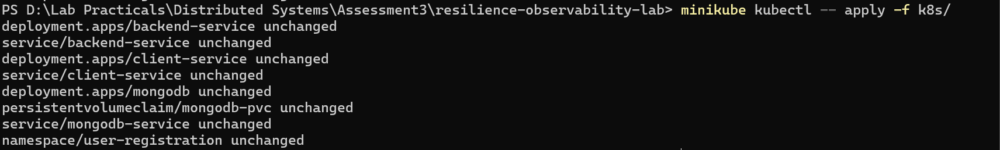 PS D:\Lab Practicals\Distributed Systems\Assessment3\resilience-observability-lab> minikube kubectl -- apply -f k8s/
deployment.apps/backend-service unchanged
service/backend-service unchanged
deployment.apps/client-service unchanged
service/client-service unchanged
deployment.apps/mongodb unchanged
persistentvolumeclaim/mongodb-pvc unchanged
service/mongodb-service unchanged
namespace/user-registration unchanged